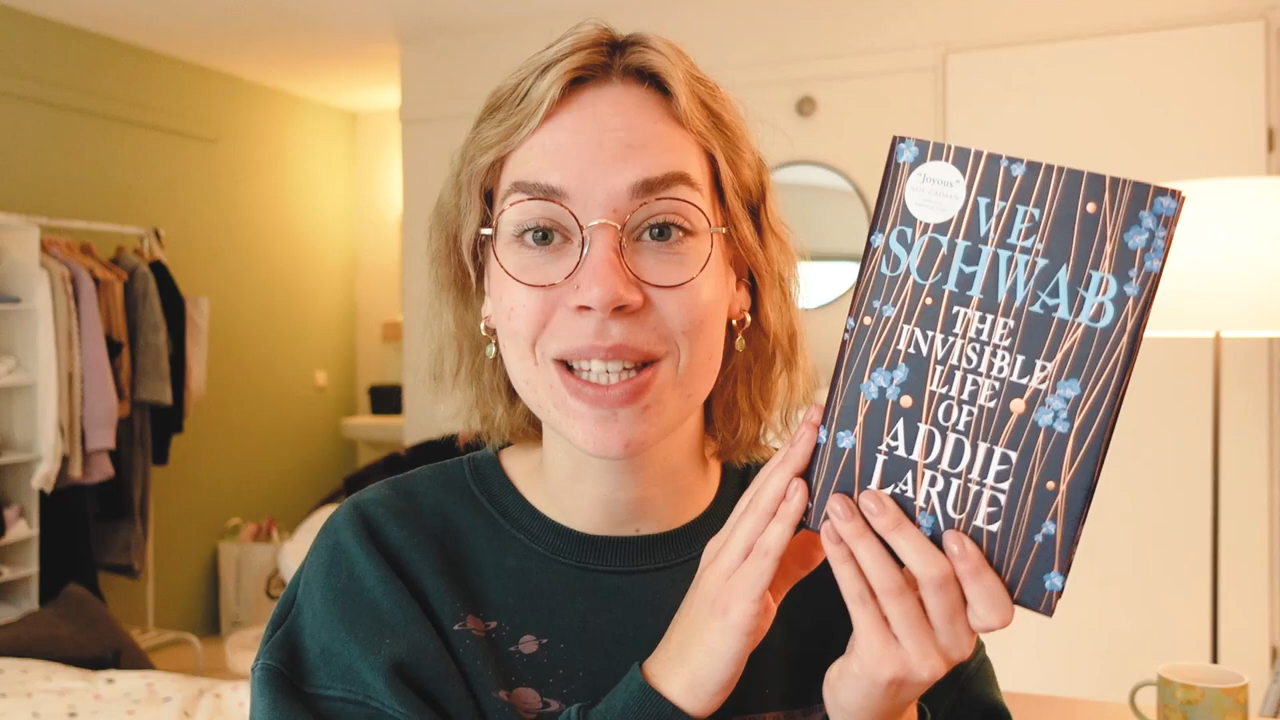 "Joyous"
V.E.
SCHWAB
THE
INVISIBLE
LIFE
OF
ADDIE
LARUE